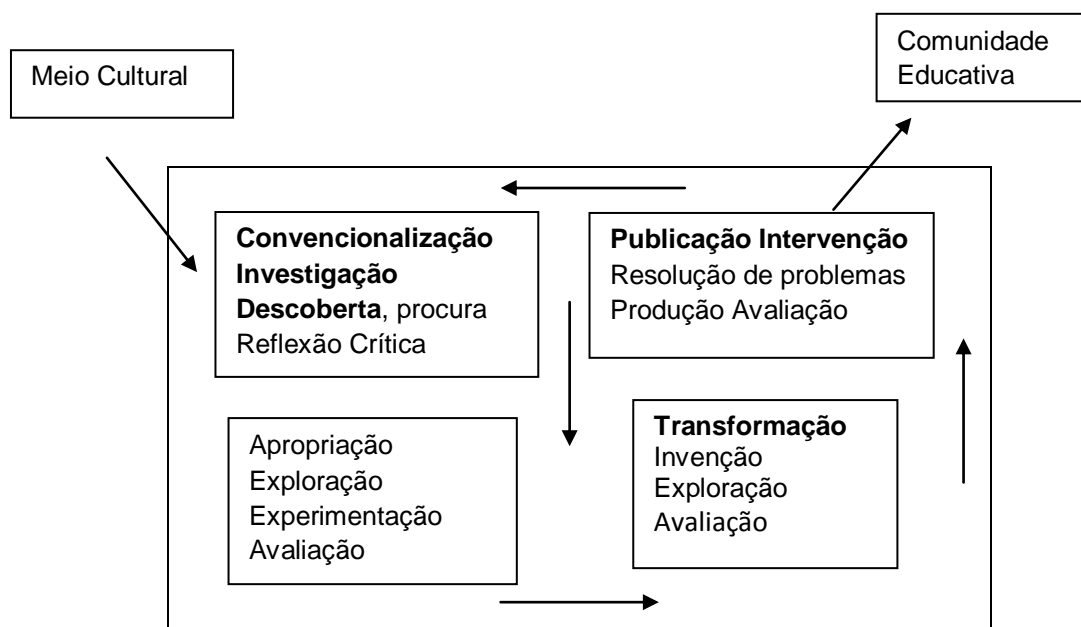 Meio Cultural
Comunidade
Educativa
Convencionalização
Investigação
Descoberta, procura
Reflexão Crítica
Publicação Intervenção
Resolução de problemas
Produção Avaliação
Apropriação
Exploração
Experimentação
Avaliação
Transformação
Invenção
Exploração
Avaliação